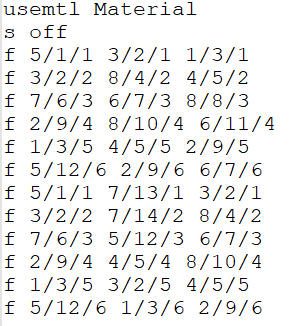 usemtl Material
s off
f 5/1/1 3/2/1 1/3/1
f 3/2/2 8/4/2 4/5/2
f 7/6/3 6/7/3 8/8/3
f 2/9/4 8/10/4 6/11/4
f 1/3/5 4/5/5 2/9/5
f 5/12/6 2/9/6 6/7/6
f 5/1/1 7/13/1 3/2/1
f 3/2/2 7/14/2 8/4/2
f 7/6/3 5/12/3 6/7/3
f 2/9/4 4/5/4 8/10/4
f 1/3/5 3/2/5 4/5/5
f 5/12/6 1/3/6 2/9/6